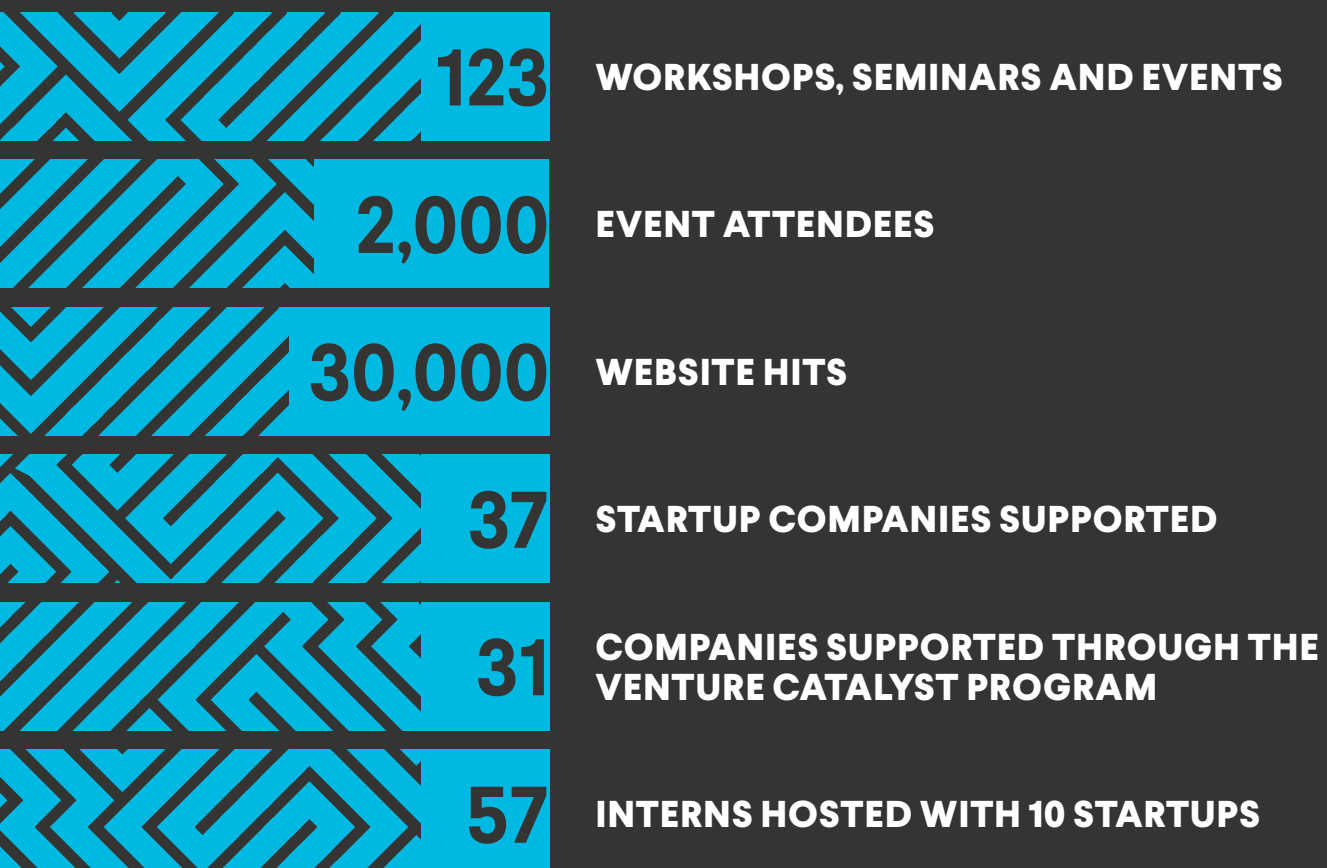 123 WORKSHOPS, SEMINARS AND EVENTS
2,000 EVENT ATTENDEES
30,000 WEBSITE HITS
37 STARTUP COMPANIES SUPPORTED
31 COMPANIES SUPPORTED THROUGH THE
VENTURE CATALYST PROGRAM
57 INTERNS HOSTED WITH 10 STARTUPS